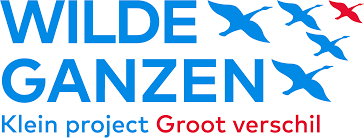 WILDE
GANZEN
Klein project Groot verschil